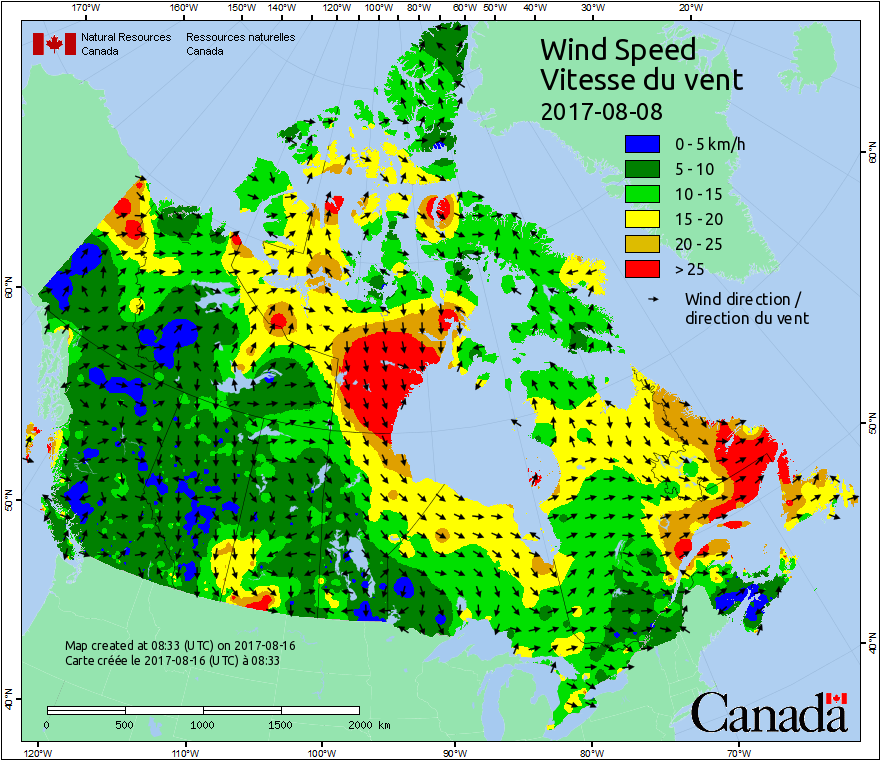 170°W 160°W 150°W 140°W 120°W 100°W 80°W 60°W 50°W 40°W 30°W 20°W
Natural Resources Ressources naturelles
Canada Canada
Wind Speed
Vitesse du vent
2017-08-08
0 - 5 km/h
5 - 10
10 - 15
15 - 20
20 - 25
> 25
Wind direction /
direction du vent
60°N
60°N
50°N
50°N
40°N
40°N
Map created at 08:33 (UTC) on 2017-08-16
Carte créée le 2017-08-16 (UTC) à 08:33
0 500 1000 1500 2000 km
Canada
120°W 110°W 100°W 90°W 80°W 70°W